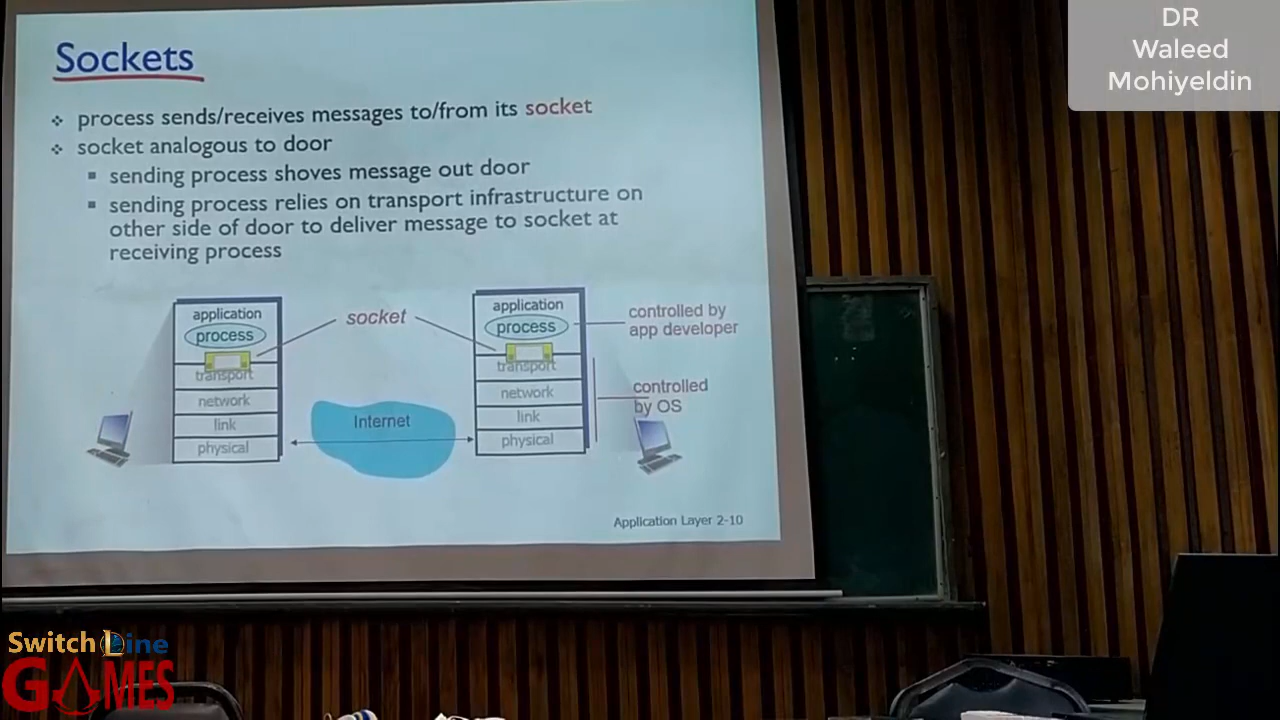 DR
Waleed
Mohiyeldin
Sockets
process sends/receives messages to/from its socket
socket analogous to door
sending process shoves message out door
sending process relies on transport infrastructure on
other side of door to deliver message to socket at
receiving process
application
process
transport
network
link
physical
socket
Internet
application
process
transport
network
link
physical
controlled by
app developer
controlled
by OS
Application Layer 2-10
Switch Line
GAMES